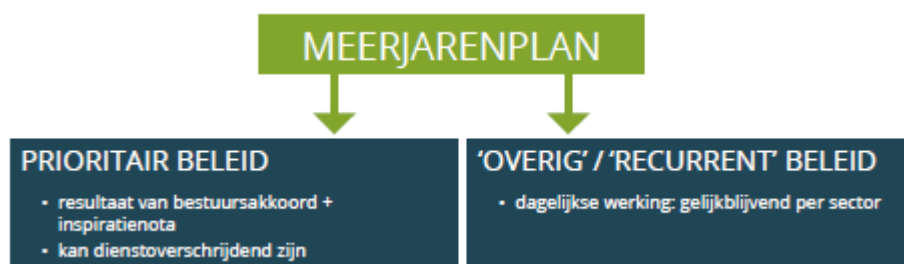 MEERJARENPLAN
PRIORITAIR BELEID
• resultaat van bestuursakkoord +
inspiratienota
• kan dienstoverschrijdend zijn
‘OVERIG’ / ‘RECURRENT’ BELEID
• dagelijkse werking: gelijkblijvend per sector